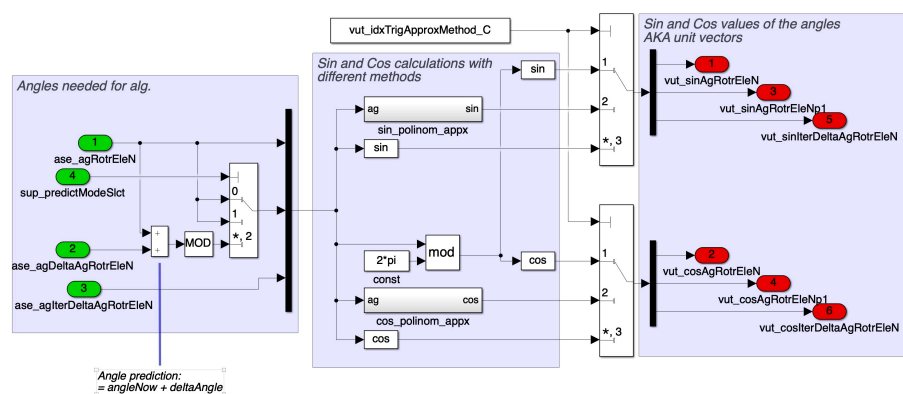 vut_idxTrigApproxMethod_C
Sin and Cos values of the angles
AKA unit vectors
Sin and Cos calculations with
different methods
Angles needed for alg.
1
ase_agRotrEleN
4
sup_predictModeSlct
0
1
*, 2
+
+
MOD
2
ase_agDeltaAgRotrEleN
3
ase_agIterDeltaAgRotrEleN
Angle prediction:
= angleNow + deltaAngle
sin
ag
sin
sin_polinom_appx
sin
mod
2*pi
const
cos
ag
cos
cos_polinom_appx
cos
1
2
*, 3
1
2
*, 3
1
vut_sinAgRotrEleN
3
vut_sinAgRotrEleNp1
5
vut_sinIterDeltaAgRotrEleN
2
vut_cosAgRotrEleN
4
vut_cosAgRotrEleNp1
6
vut_cosIterDeltaAgRotrEleN